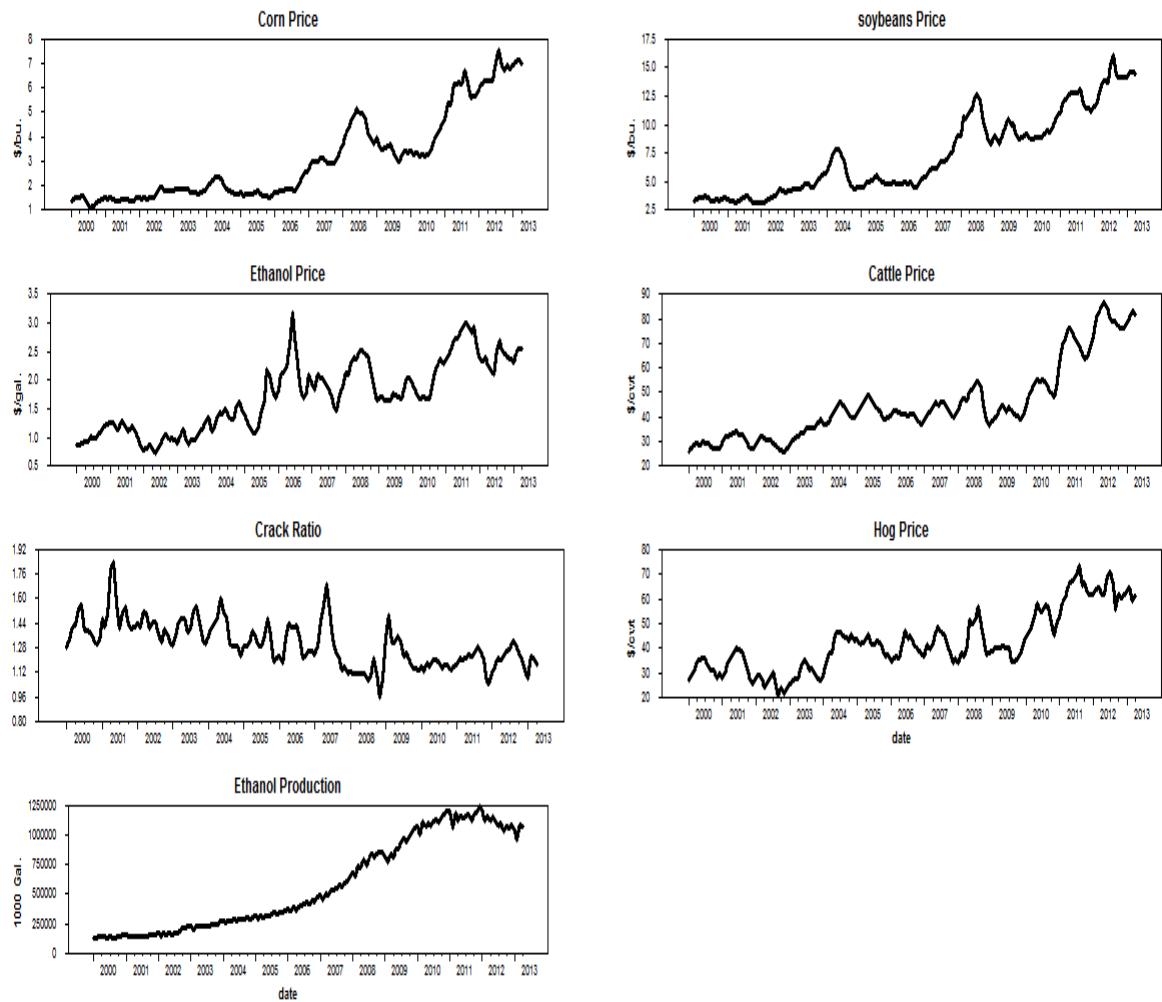 Corn Price
8
7
6
5
4
3
2
1
$/bu.
2000 2001 2002 2003 2004 2005 2006 2007 2008 2009 2010 2011 2012 2013
soybeans Price
17.5
15.0
12.5
10.0
7.5
5.0
2.5
$/bu.
2000 2001 2002 2003 2004 2005 2006 2007 2008 2009 2010 2011 2012 2013
Ethanol Price
3.5
3.0
2.5
2.0
1.5
1.0
0.5
$/gal.
2000 2001 2002 2003 2004 2005 2006 2007 2008 2009 2010 2011 2012 2013
Cattle Price
90
80
70
60
50
40
30
20
$/cwt
2000 2001 2002 2003 2004 2005 2006 2007 2008 2009 2010 2011 2012 2013
Crack Ratio
1.92
1.76
1.60
1.44
1.28
1.12
0.96
0.80
2000 2001 2002 2003 2004 2005 2006 2007 2008 2009 2010 2011 2012 2013
Hog Price
80
70
60
50
40
30
20
$/cwt
2000 2001 2002 2003 2004 2005 2006 2007 2008 2009 2010 2011 2012 2013
date
Ethanol Production
1250000
1000000
750000
500000
250000
0
1000 Gal.
2000 2001 2002 2003 2004 2005 2006 2007 2008 2009 2010 2011 2012 2013
date